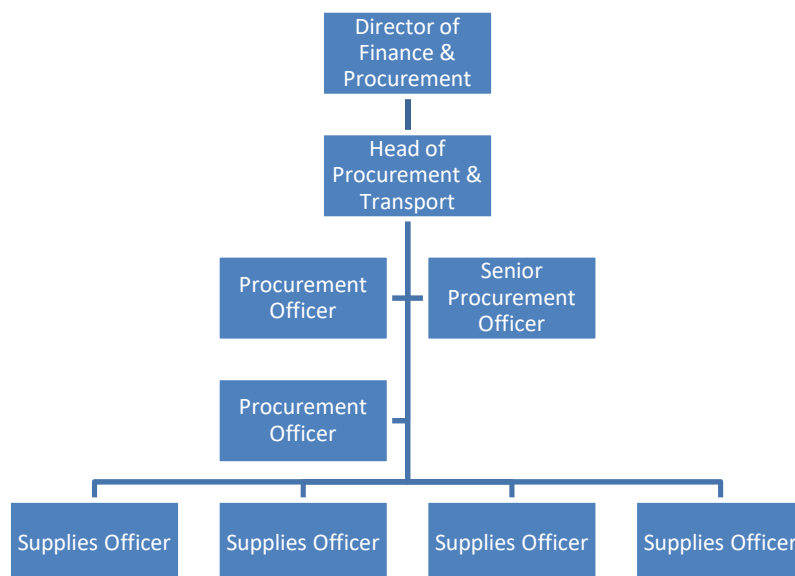 Director of
Finance &
Procurement
Head of
Procurement &
Transport
Procurement
Officer
Senior
Procurement
Officer
Procurement
Officer
Supplies Officer
Supplies Officer
Supplies Officer
Supplies Officer